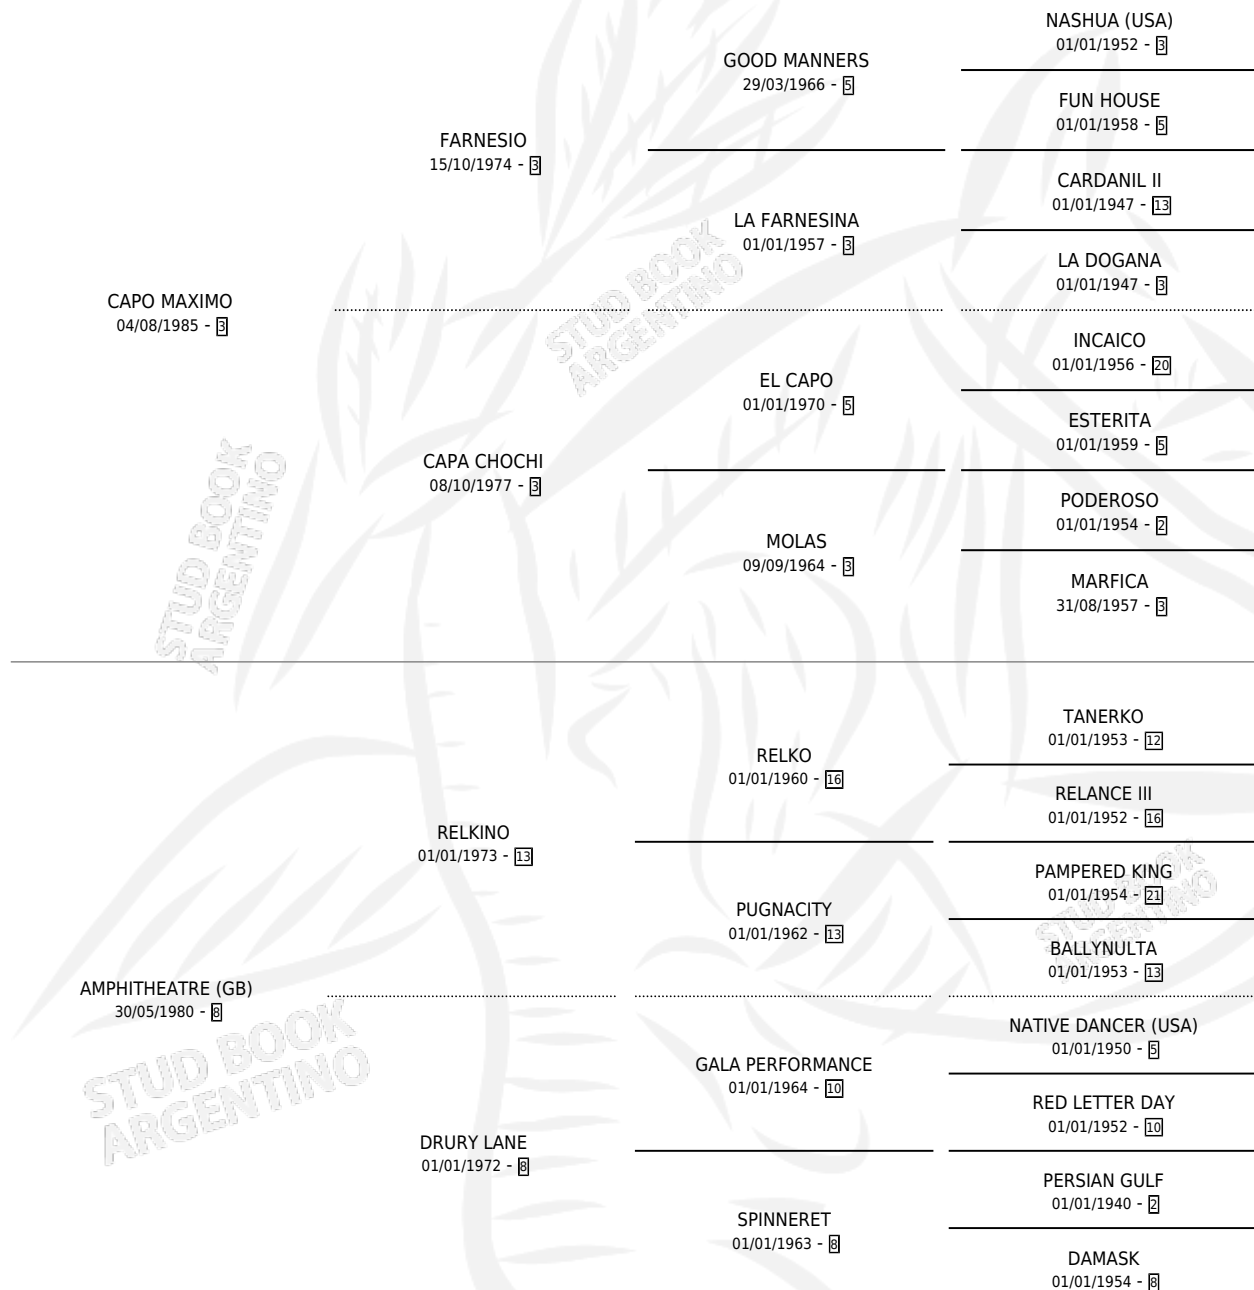 NASHUA (USA)
01/01/1952 - 3
GOOD MANNERS
29/03/1966 - 5
FUN HOUSE
01/01/1958 - 5
FARNESIO
15/10/1974 - 3
CARDANIL II
01/01/1947 - 13
LA FARNESINA
01/01/1957 - 3
LA DOGANA
01/01/1947 - 3
CAPO MAXIMO
04/08/1985 - 3
INCAICO
01/01/1956 - 20
EL CAPO
01/01/1970 - 5
ESTERITA
01/01/1959 - 5
CAPA CHOCHI
08/10/1977 - 3
PODEROSO
01/01/1954 - 2
MOLAS
09/09/1964 - 3
MARFICA
31/08/1957 - 3
TANERKO
01/01/1953 - 12
RELKO
01/01/1960 - 16
RELANCE III
01/01/1952 - 16
RELKINO
01/01/1973 - 13
PAMPERED KING
01/01/1954 - 21
PUGNACITY
01/01/1962 - 13
BALLYNULTA
01/01/1953 - 13
AMPHITHEATRE (GB)
30/05/1980 - 8
NATIVE DANCER (USA)
01/01/1950 - 5
GALA PERFORMANCE
01/01/1964 - 10
RED LETTER DAY
01/01/1952 - 10
DRURY LANE
01/01/1972 - 8
PERSIAN GULF
01/01/1940 - 2
SPINNERET
01/01/1963 - 8
DAMASK
01/01/1954 - 8
STUD BOOK
ARGENTINO
STUD BOOK
ARGENTINO
STUD BOOK
ARGENTINO
STUD BOOK
ARGENTINO